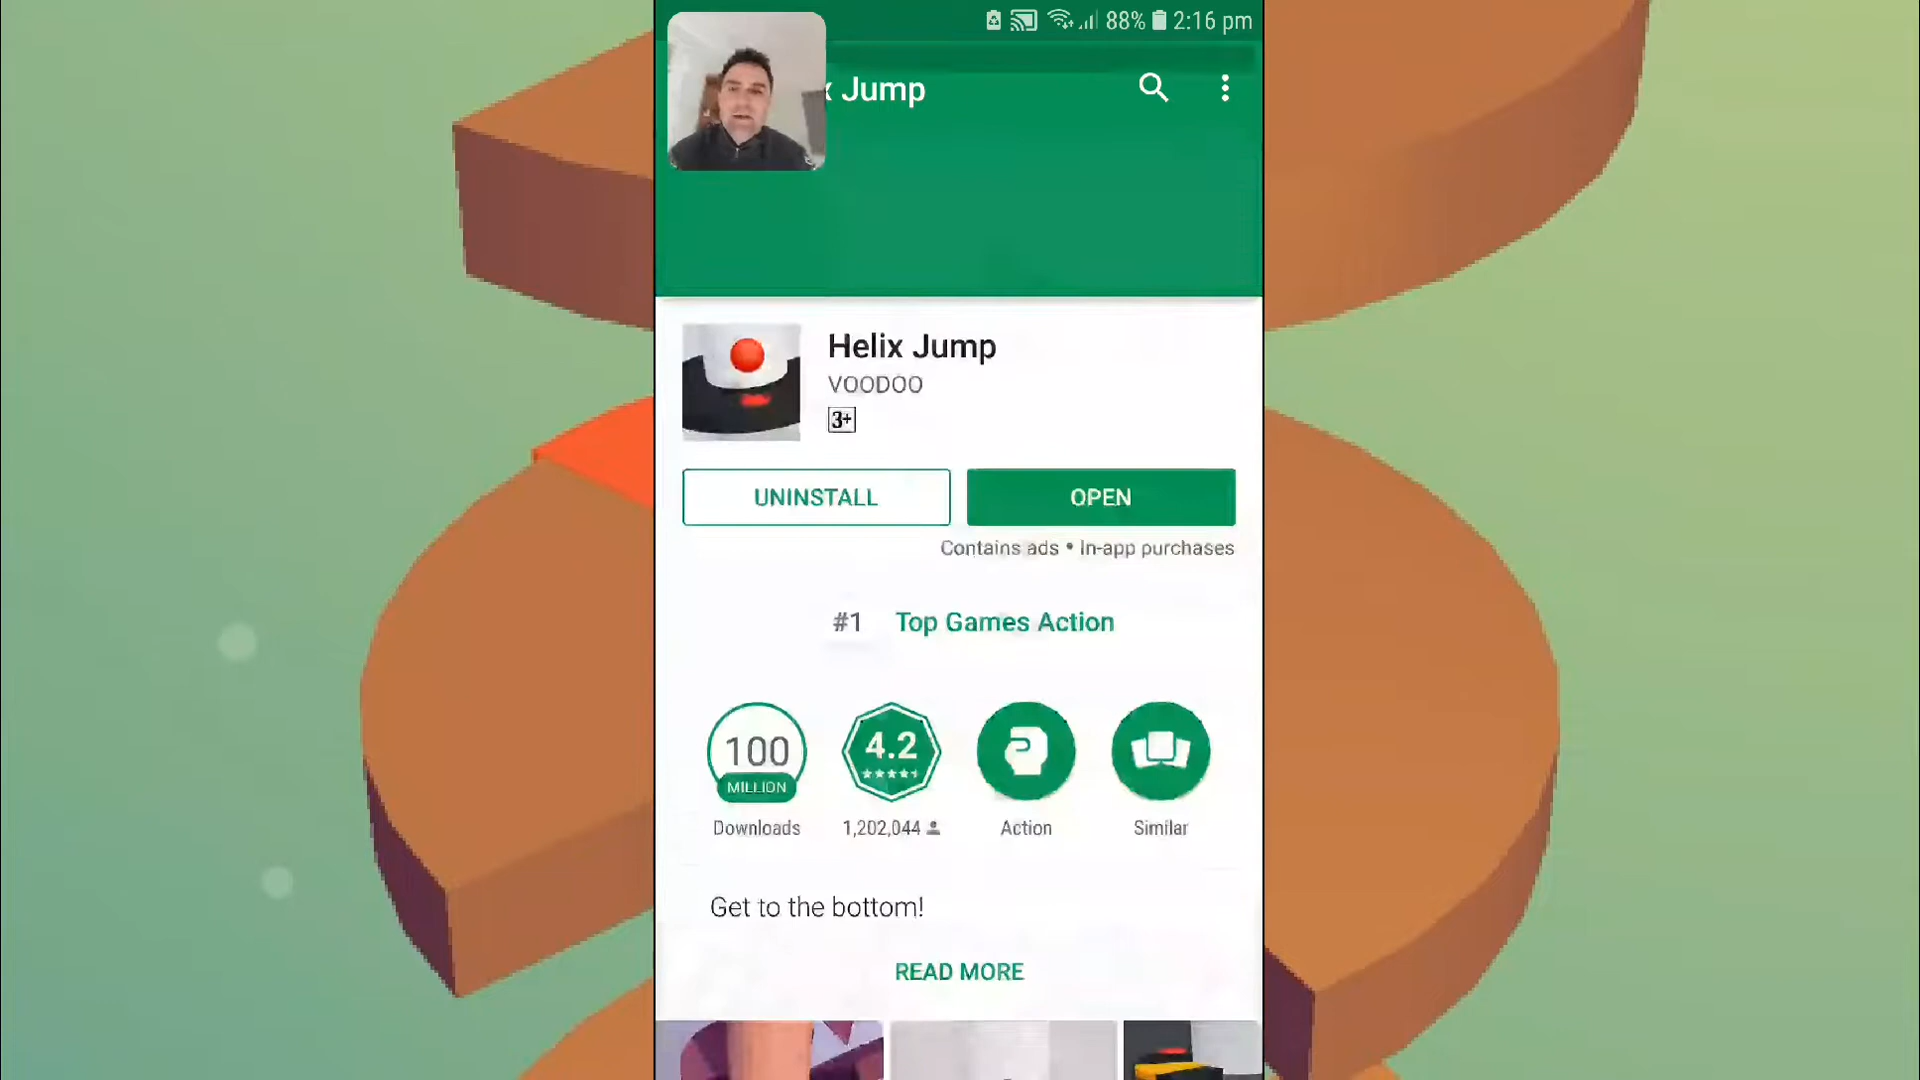 88% 2:16 pm
x Jump
Helix Jump
VOODOO
3+
UNINSTALL
OPEN
Contains ads • In-app purchases
#1 Top Games Action
100
MILLION
4.2
Downloads
1,202,044
Action
Similar
Get to the bottom!
READ MORE